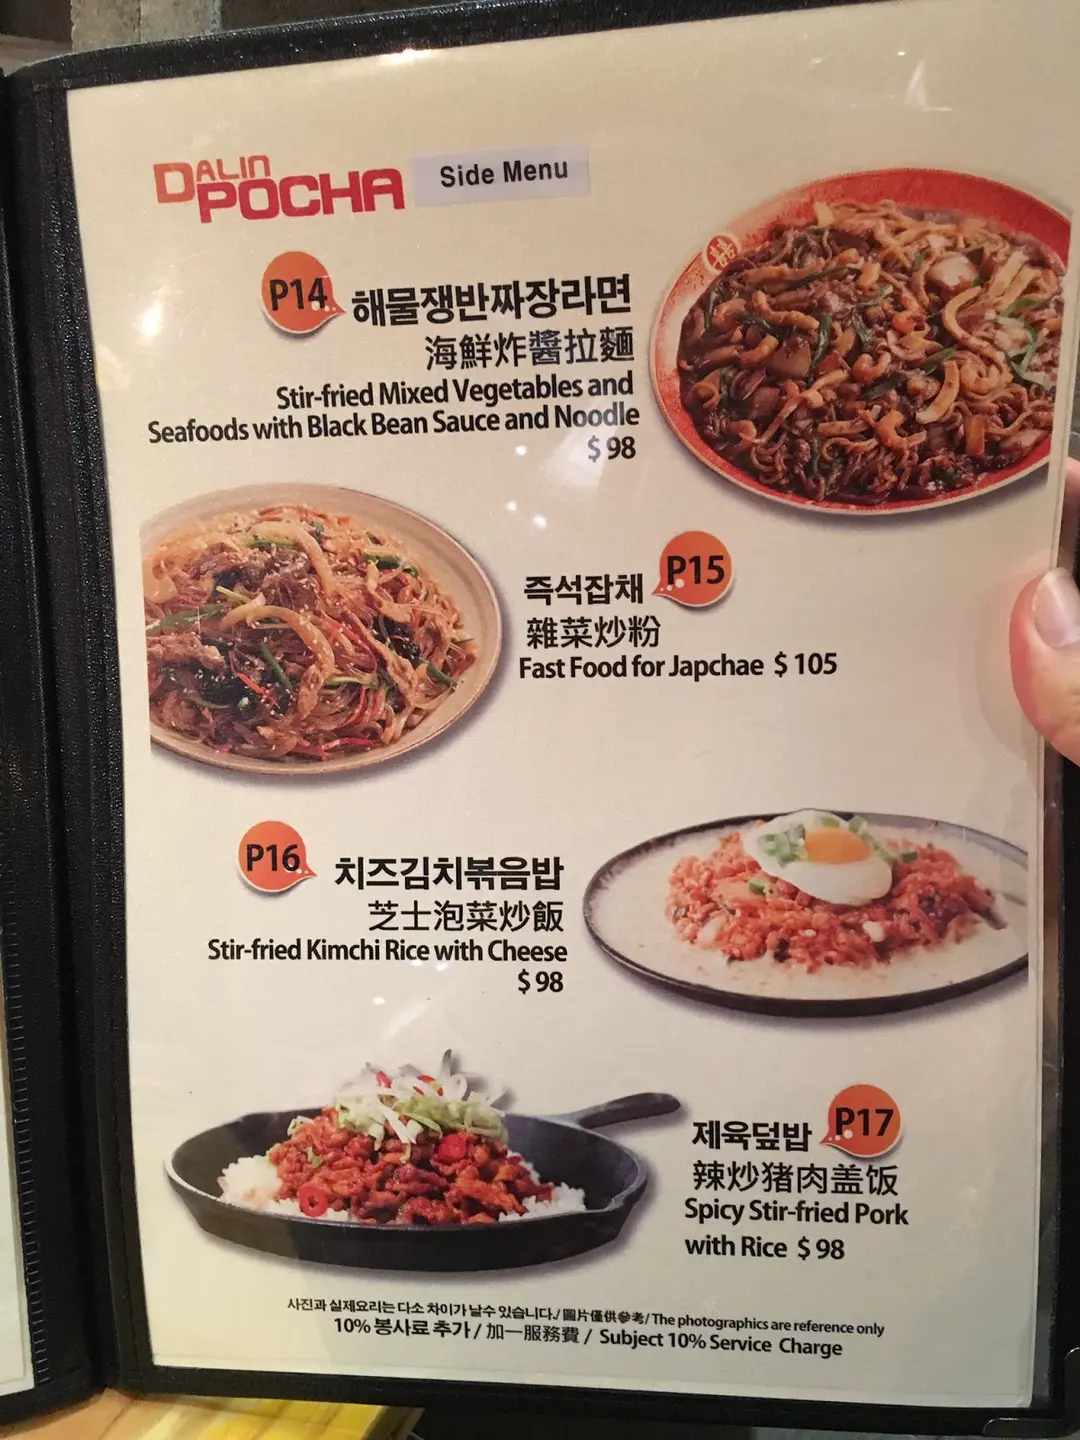 DALIN
POCHA
Side Menu
囍
P14
해물쟁반짜장라면
海鮮炸醬拉麵
Stir-fried Mixed Vegetables and
Seafoods with Black Bean Sauce and Noodle
$ 98
P15
즉석잡채
雜菜炒粉
Fast Food for Japchae $ 105
P16
치즈김치볶음밥
芝士泡菜炒飯
Stir-fried Kimchi Rice with Cheese
$ 98
P17
제육덮밥
辣炒猪肉盖饭
Spicy Stir-fried Pork
with Rice $ 98
사진과 실제요리는 다소 차이가 날수 있습니다./ 圖片僅供參考/ The photographics are reference only
10% 봉사료 추가 / 加一服務費 / Subject 10% Service Charge